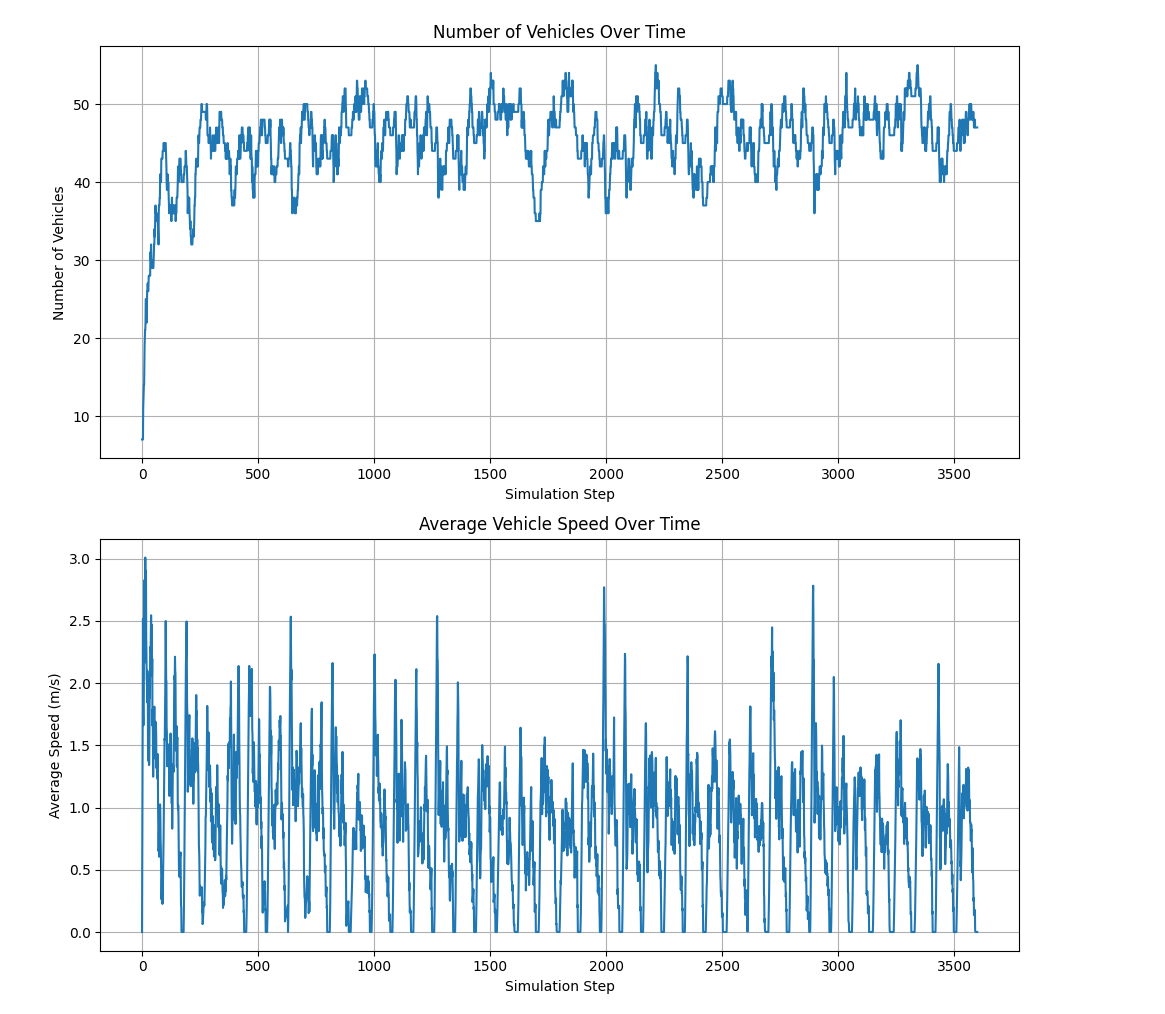 Number of Vehicles Over Time
50
40
30
20
10
Number of Vehicles
0 500 1000 1500 2000 2500 3000 3500
Simulation Step
Average Vehicle Speed Over Time
3.0
2.5
2.0
1.5
1.0
0.5
0.0
Average Speed (m/s)
0 500 1000 1500 2000 2500 3000 3500
Simulation Step